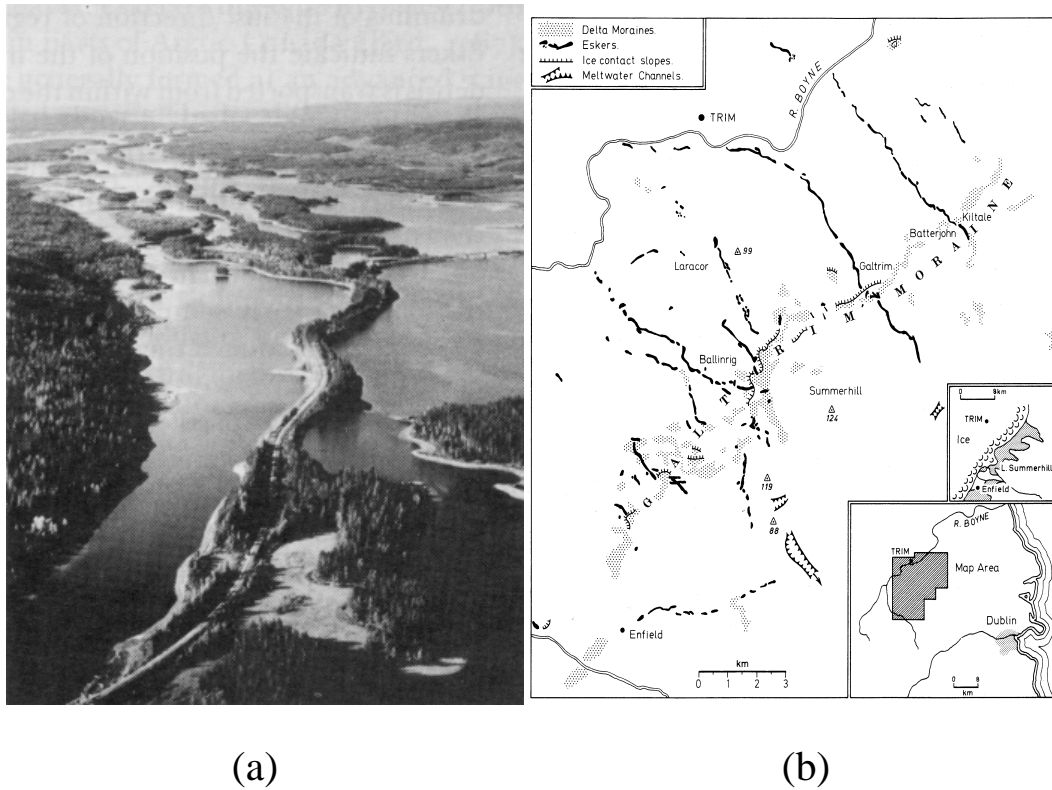 Delta Moraines.
Eskers.
Ice contact slopes.
Meltwater Channels.
R. BOYNE
TRIM
Kiltale
Batterjohn
Galtrim
99
Laracor
GALTRIM MORAINE
Ballinrig
Summerhill
124
119
88
Enfield
km
0 1 2 3
0 8km
TRIM
Ice
L. Summerhill
Enfield
R. BOYNE
TRIM
Map Area
Dublin
0 8
km
(a)
(b)